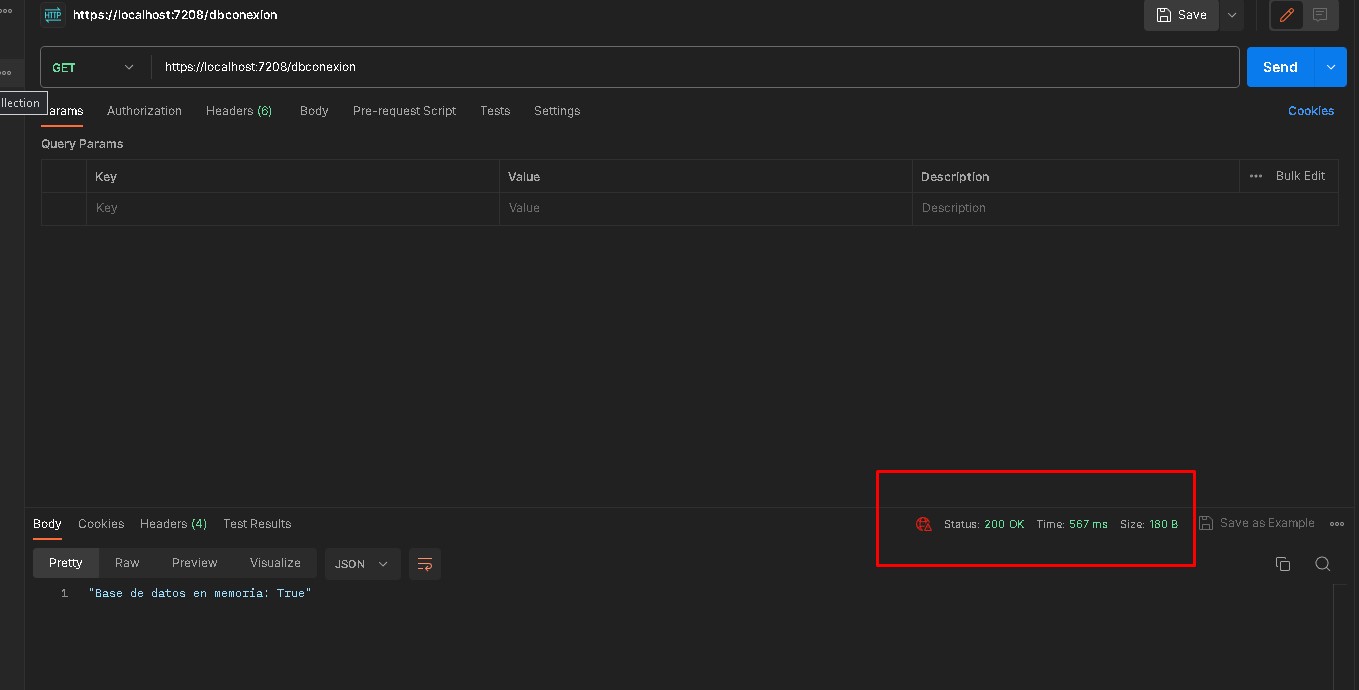 HTTP https://localhost:7208/dbconexion Save
GET https://localhost:7208/dbconexion Send
llection
arams Authorization Headers (6) Body Pre-request Script Tests Settings Cookies
Query Params
Key Value Description Bulk Edit
Key Value Description
Body Cookies Headers (4) Test Results Status: 200 OK Time: 567 ms Size: 180 B Save as Example
Pretty Raw Preview Visualize JSON
1 "Base de datos en memoria: True"